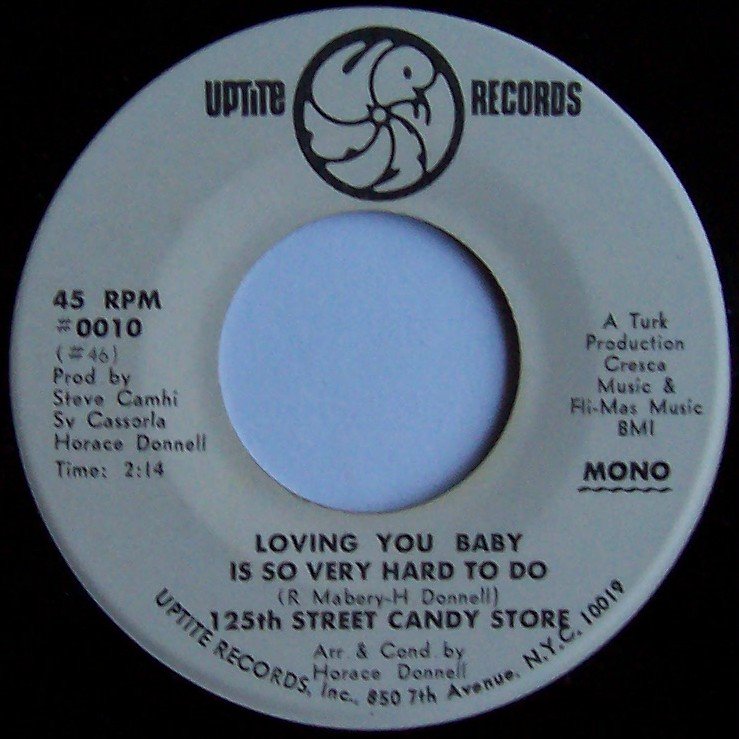 UPTITE RECORDS
45 RPM
#0010
(#46)
Prod by
Steve Camhi
Sy Cassorla
Horace Donnell
Time: 2:14
A Turk
Production
Cresca
Music &
Fli-Mas Music
BMI
MONO
LOVING YOU BABY
IS SO VERY HARD TO DO
(R Mabery-H Donnell)
125th STREET CANDY STORE
Arr & Cond by
Horace Donnell
UPTITE RECORDS, Inc., 850 7th Avenue, N.Y.C. 10019